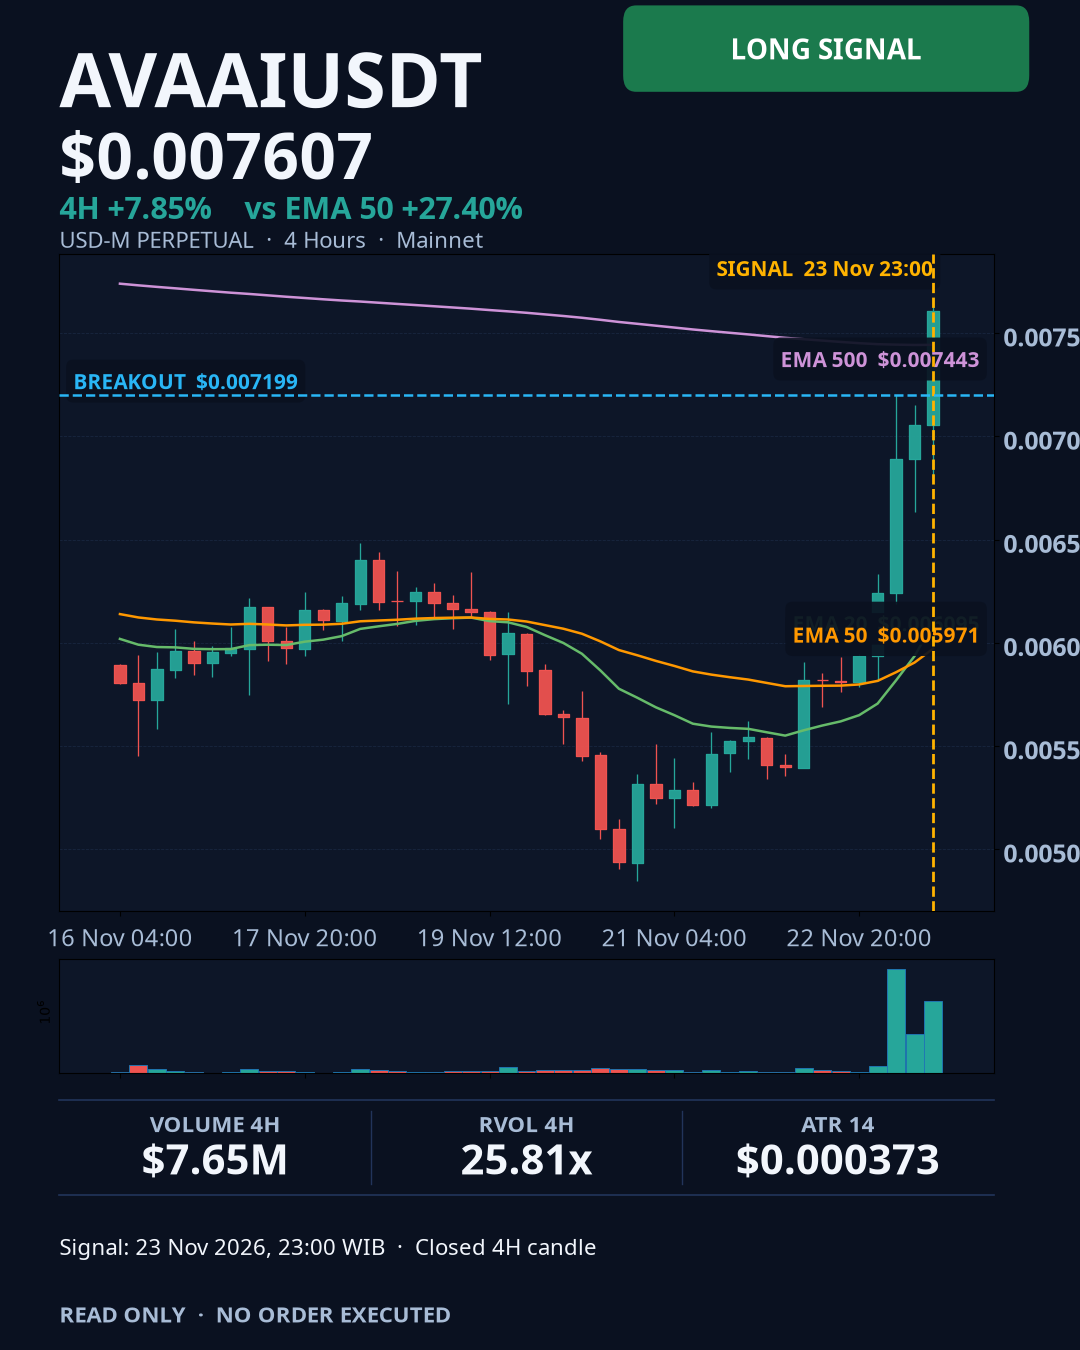 LONG SIGNAL
AVAAIUSDT
$0.007607
4H +7.85% vs EMA 50 +27.40%
USD-M PERPETUAL · 4 Hours · Mainnet
SIGNAL 23 Nov 23:00
0.0075
EMA 500 $0.007443
BREAKOUT $0.007199
0.0070
0.0065
0.0060
EMA 50 $0.005971
0.0055
0.0050
16 Nov 04:00 17 Nov 20:00 19 Nov 12:00 21 Nov 04:00 22 Nov 20:00
10⁶
VOLUME 4H RVOL 4H ATR 14
$7.65M 25.81x $0.000373
Signal: 23 Nov 2026, 23:00 WIB · Closed 4H candle
READ ONLY · NO ORDER EXECUTED